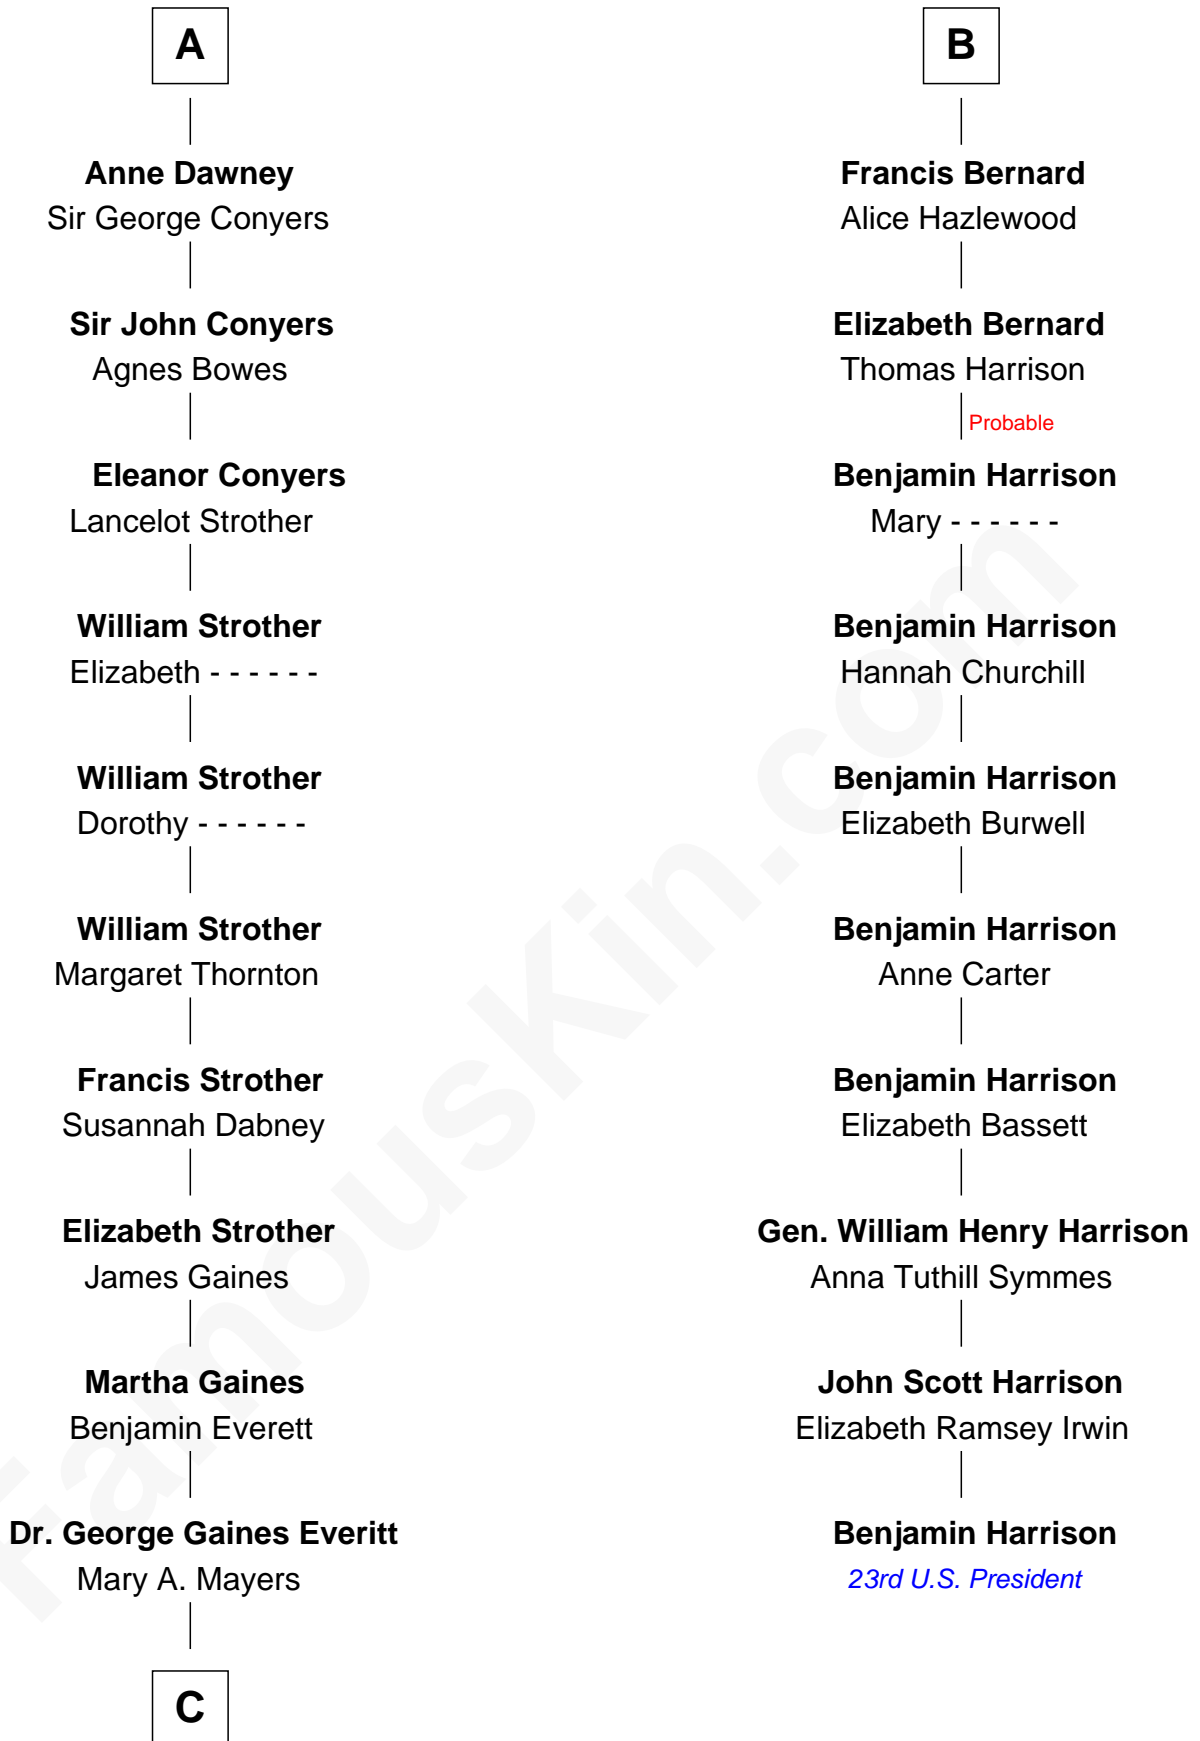 A
Anne Dawney
Sir George Conyers
Sir John Conyers
Agnes Bowes
Eleanor Conyers
Lancelot Strother
William Strother
Elizabeth - - - - - -
William Strother
Dorothy - - - - - -
William Strother
Margaret Thornton
Francis Strother
Susannah Dabney
Elizabeth Strother
James Gaines
Martha Gaines
Benjamin Everett
Dr. George Gaines Everitt
Mary A. Mayers
C
B
Francis Bernard
Alice Hazlewood
Elizabeth Bernard
Thomas Harrison
Probable
Benjamin Harrison
Mary - - - - - -
Benjamin Harrison
Hannah Churchill
Benjamin Harrison
Elizabeth Burwell
Benjamin Harrison
Anne Carter
Benjamin Harrison
Elizabeth Bassett
Gen. William Henry Harrison
Anna Tuthill Symmes
John Scott Harrison
Elizabeth Ramsey Irwin
Benjamin Harrison
23rd U.S. President
FamousKin.com